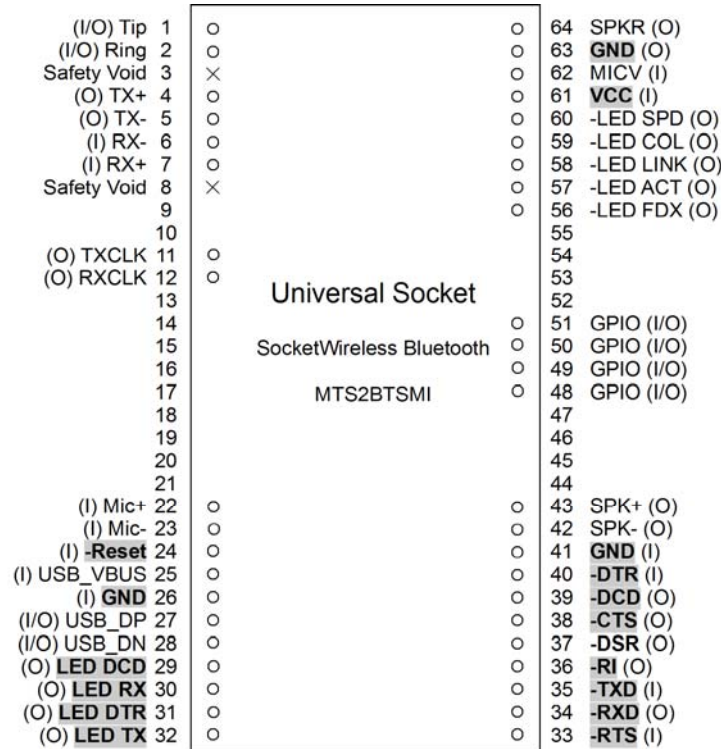 (I/O) Tip 1 64 SPKR (O)
(I/O) Ring 2 63 GND (O)
Safety Void 3 62 MICV (I)
(O) TX+ 4 61 VCC (I)
(O) TX- 5 60 -LED SPD (O)
(I) RX- 6 59 -LED COL (O)
(I) RX+ 7 58 -LED LINK (O)
Safety Void 8 57 -LED ACT (O)
9 56 -LED FDX (O)
10 55
(O) TXCLK 11 54
(O) RXCLK 12 53
Universal Socket
13 52
14 51 GPIO (I/O)
15 SocketWireless Bluetooth 50 GPIO (I/O)
16 49 GPIO (I/O)
17 MTS2BTSMI 48 GPIO (I/O)
18 47
19 46
20 45
21 44
(I) Mic+ 22 43 SPK+ (O)
(I) Mic- 23 42 SPK- (O)
(I) -Reset 24 41 GND (I)
(I) USB_VBUS 25 40 -DTR (I)
(I) GND 26 39 -DCD (O)
(I/O) USB_DP 27 38 -CTS (O)
(I/O) USB_DN 28 37 -DSR (O)
(O) LED DCD 29 36 -RI (O)
(O) LED RX 30 35 -TXD (I)
(O) LED DTR 31 34 -RXD (O)
(O) LED TX 32 33 -RTS (I)